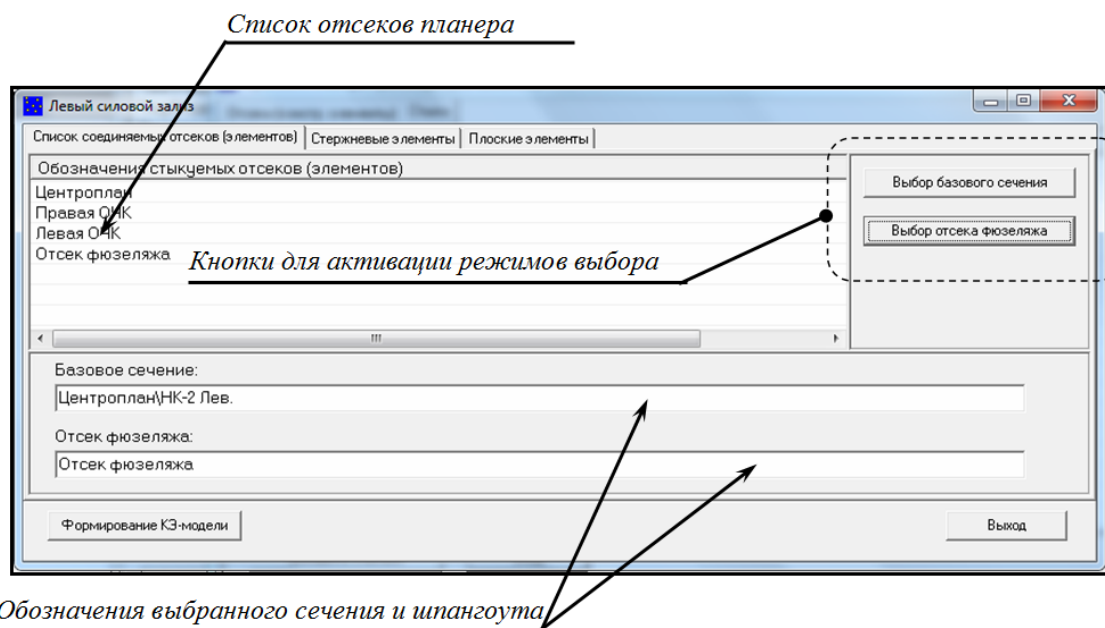 Список отсеков планера
Левый силовой зализ
Список соединяемых отсеков (элементов) Стержневые элементы Плоские элементы
Обозначения стыкуемых отсеков (элементов)
Центроплан
Правая ОЧК
Левая ОЧК
Отсек фюзеляжа
Выбор базового сечения
Выбор отсека фюзеляжа
Кнопки для активации режимов выбора
Базовое сечение:
Центроплан\НК-2 Лев.
Отсек фюзеляжа:
Отсек фюзеляжа
Формирование КЭ-модели
Выход
Обозначения выбранного сечения и шпангоута